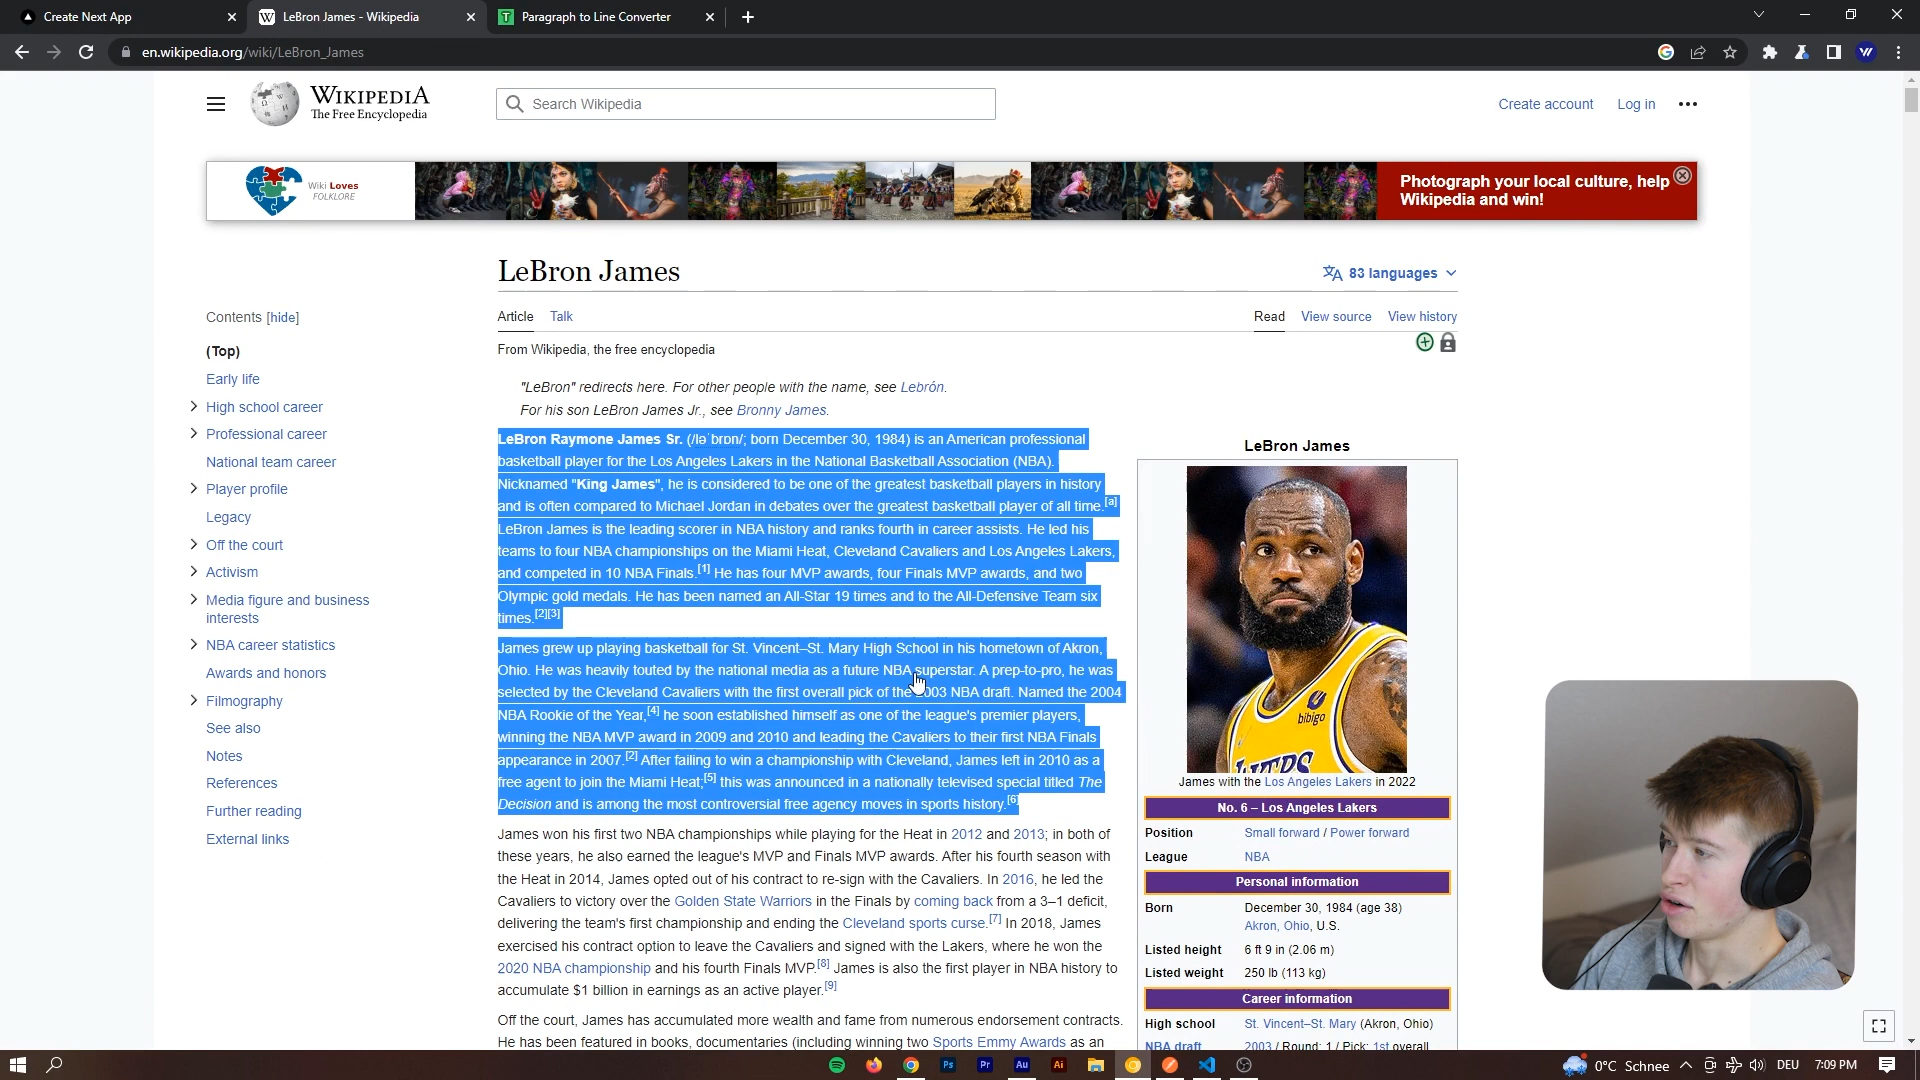 Create Next App
LeBron James - Wikipedia
Paragraph to Line Converter
en.wikipedia.org/wiki/LeBron_James
WIKIPEDIA
The Free Encyclopedia
Search Wikipedia
Create account
Log in
Wiki Loves
FOLKLORE
Photograph your local culture, help
Wikipedia and win!
LeBron James
83 languages
Contents [hide]
(Top)
Early life
High school career
Professional career
National team career
Player profile
Legacy
Off the court
Activism
Media figure and business
interests
NBA career statistics
Awards and honors
Filmography
See also
Notes
References
Further reading
External links
Article Talk
Read View source View history
From Wikipedia, the free encyclopedia
"LeBron" redirects here. For other people with the name, see Lebrón.
For his son LeBron James Jr., see Bronny James.
LeBron Raymone James Sr. (/ləˈbrɒn/; born December 30, 1984) is an American professional
basketball player for the Los Angeles Lakers in the National Basketball Association (NBA).
Nicknamed "King James", he is considered to be one of the greatest basketball players in history
and is often compared to Michael Jordan in debates over the greatest basketball player of all time.[a]
LeBron James is the leading scorer in NBA history and ranks fourth in career assists. He led his
teams to four NBA championships on the Miami Heat, Cleveland Cavaliers and Los Angeles Lakers,
and competed in 10 NBA Finals.[1] He has four MVP awards, four Finals MVP awards, and two
Olympic gold medals. He has been named an All-Star 19 times and to the All-Defensive Team six
times.[2][3]
James grew up playing basketball for St. Vincent–St. Mary High School in his hometown of Akron,
Ohio. He was heavily touted by the national media as a future NBA superstar. A prep-to-pro, he was
selected by the Cleveland Cavaliers with the first overall pick of the 2003 NBA draft. Named the 2004
NBA Rookie of the Year,[4] he soon established himself as one of the league's premier players,
winning the NBA MVP award in 2009 and 2010 and leading the Cavaliers to their first NBA Finals
appearance in 2007.[2] After failing to win a championship with Cleveland, James left in 2010 as a
free agent to join the Miami Heat;[5] this was announced in a nationally televised special titled The
Decision and is among the most controversial free agency moves in sports history.[6]
James won his first two NBA championships while playing for the Heat in 2012 and 2013; in both of
these years, he also earned the league's MVP and Finals MVP awards. After his fourth season with
the Heat in 2014, James opted out of his contract to re-sign with the Cavaliers. In 2016, he led the
Cavaliers to victory over the Golden State Warriors in the Finals by coming back from a 3–1 deficit,
delivering the team's first championship and ending the Cleveland sports curse.[7] In 2018, James
exercised his contract option to leave the Cavaliers and signed with the Lakers, where he won the
2020 NBA championship and his fourth Finals MVP.[8] James is also the first player in NBA history to
accumulate $1 billion in earnings as an active player.[9]
Off the court, James has accumulated more wealth and fame from numerous endorsement contracts.
He has been featured in books, documentaries (including winning two Sports Emmy Awards as an
LeBron James
bibigo
James with the Los Angeles Lakers in 2022
No. 6 – Los Angeles Lakers
Position Small forward / Power forward
League NBA
Personal information
Born December 30, 1984 (age 38)
Akron, Ohio, U.S.
Listed height 6 ft 9 in (2.06 m)
Listed weight 250 lb (113 kg)
Career information
High school St. Vincent–St. Mary (Akron, Ohio)
NBA draft 2003 / Round: 1 / Pick: 1st overall
Ps
Pr
Au
Ai
0°C Schnee
DEU
7:09 PM